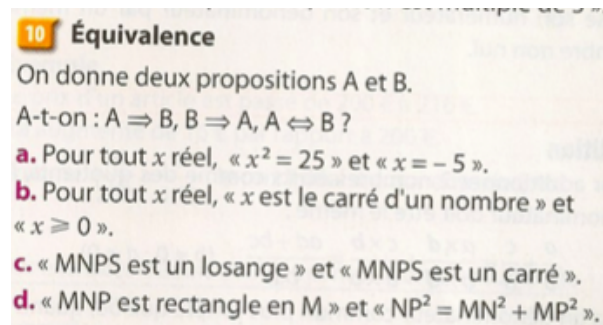 10 Équivalence
On donne deux propositions A et B.
A-t-on : A ⇒ B, B ⇒ A, A ⇔ B ?
a. Pour tout x réel, « x² = 25 » et « x = – 5 ».
b. Pour tout x réel, « x est le carré d'un nombre » et
« x ⩾ 0 ».
c. « MNPS est un losange » et « MNPS est un carré ».
d. « MNP est rectangle en M » et « NP² = MN² + MP² ».